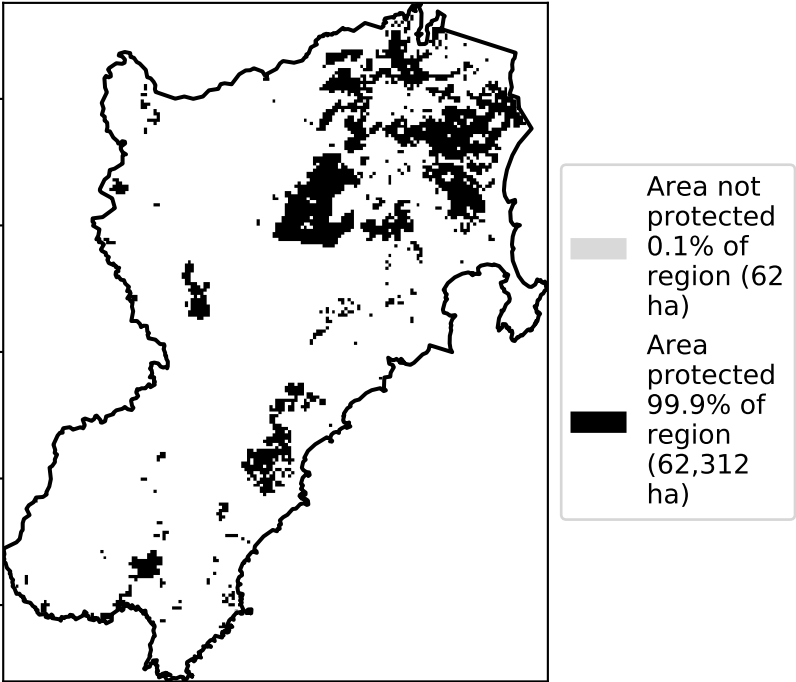 Area not
protected
0.1% of
region (62
ha)
Area
protected
99.9% of
region
(62,312
ha)